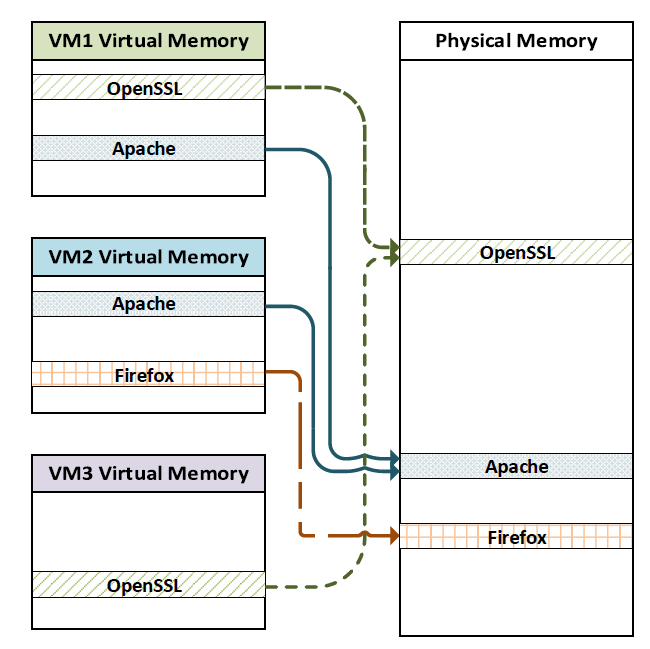 VM1 Virtual Memory
OpenSSL
Apache
VM2 Virtual Memory
Apache
Firefox
VM3 Virtual Memory
OpenSSL
Physical Memory
OpenSSL
Apache
Firefox